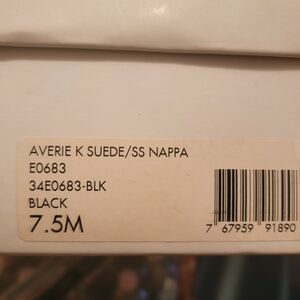 AVERIE K SUEDE/SS NAPPA
E0683
34E0683-BLK
BLACK
7.5M
7 67959 91890